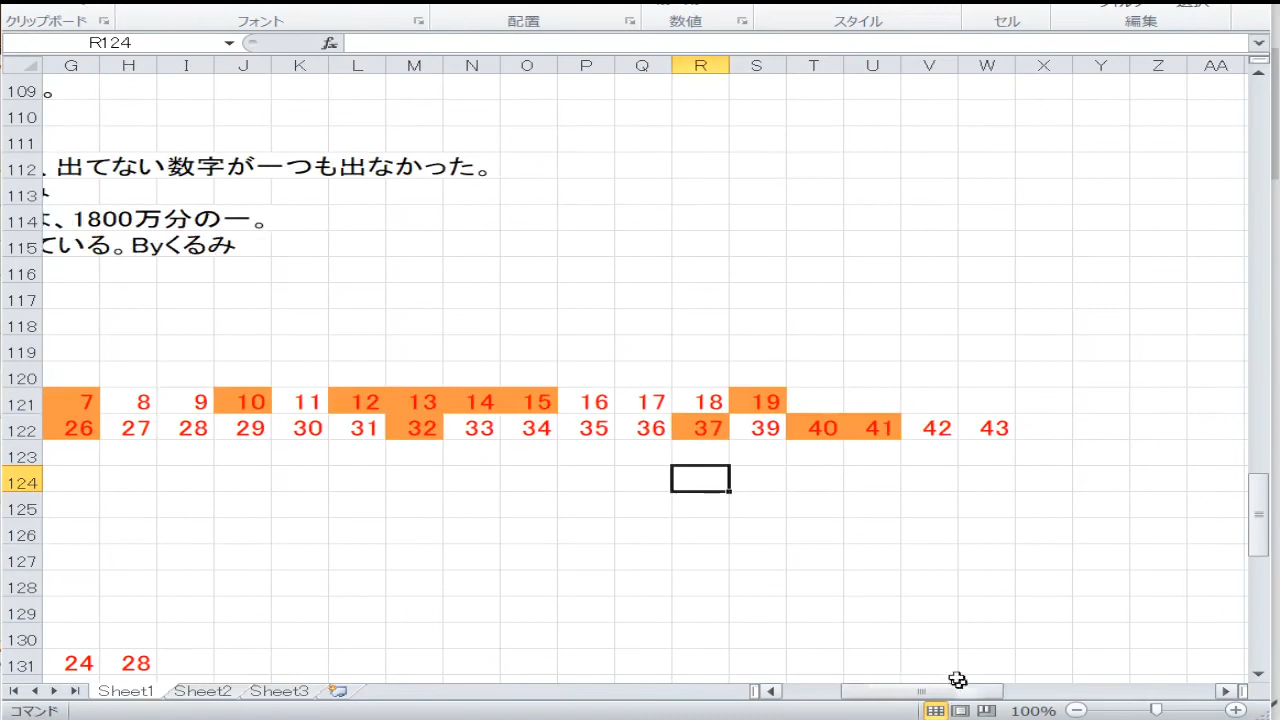 クリップボード フォント 配置 数値 スタイル セル 編集
R124 fx
G H I J K L M N O P Q R S T U V W X Y Z AA
109 。
110
111
112 、出てない数字が一つも出なかった。
113
114 、1800万分の一。
115 ている。Byくるみ
116
117
118
119
120
121 7 8 9 10 11 12 13 14 15 16 17 18 19
122 26 27 28 29 30 31 32 33 34 35 36 37 39 40 41 42 43
123
124
125
126
127
128
129
130
131 24 28
Sheet1 Sheet2 Sheet3
コマンド 100%